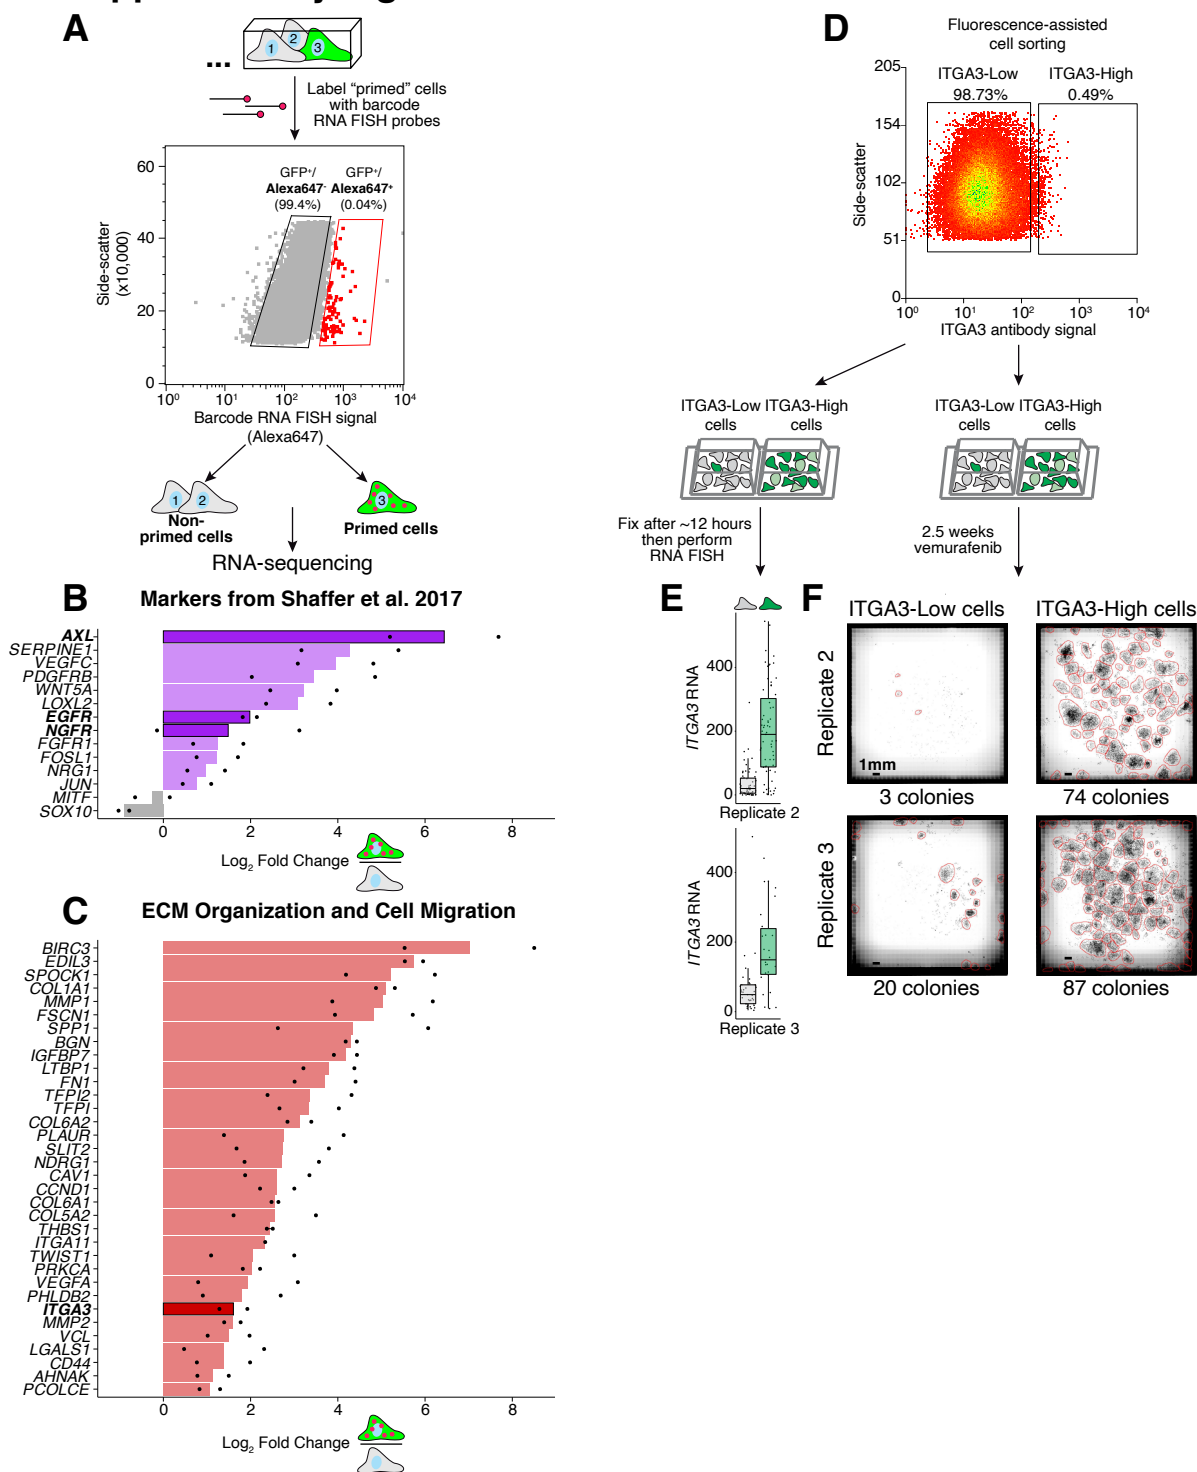 A
1
2
3
...
Label “primed” cells
with barcode
RNA FISH probes
GFP+/
Alexa647-
(99.4%)
GFP+/
Alexa647+
(0.04%)
Side-scatter
(x10,000)
60
40
20
0
10⁰
10¹
10²
10³
10⁴
Barcode RNA FISH signal
(Alexa647)
1
2
3
Non-
primed cells
Primed cells
RNA-sequencing
B
Markers from Shaffer et al. 2017
AXL
SERPINE1
VEGFC
PDGFRB
WNT5A
LOXL2
EGFR
NGFR
FGFR1
FOSL1
NRG1
JUN
MITF
SOX10
0
2
4
6
8
Log₂ Fold Change
C
ECM Organization and Cell Migration
BIRC3
EDIL3
SPOCK1
COL1A1
MMP1
FSCN1
SPP1
BGN
IGFBP7
LTBP1
FN1
TFPI2
TFPI
COL6A2
PLAUR
SLIT2
NDRG1
CAV1
CCND1
COL6A1
COL5A2
THBS1
ITGA11
TWIST1
PRKCA
VEGFA
PHLDB2
ITGA3
MMP2
VCL
LGALS1
CD44
AHNAK
PCOLCE
0
2
4
6
8
Log₂ Fold Change
D
Fluorescence-assisted
cell sorting
ITGA3-Low
98.73%
ITGA3-High
0.49%
Side-scatter
205
154
102
51
0
10⁰
10¹
10²
10³
10⁴
ITGA3 antibody signal
ITGA3-Low
cells
ITGA3-High
cells
ITGA3-Low
cells
ITGA3-High
cells
Fix after ~12 hours
then perform
RNA FISH
2.5 weeks
vemurafenib
E
ITGA3 RNA
400
200
0
Replicate 2
ITGA3 RNA
400
200
0
Replicate 3
F
ITGA3-Low cells
ITGA3-High cells
Replicate 2
1mm
3 colonies
74 colonies
Replicate 3
20 colonies
87 colonies